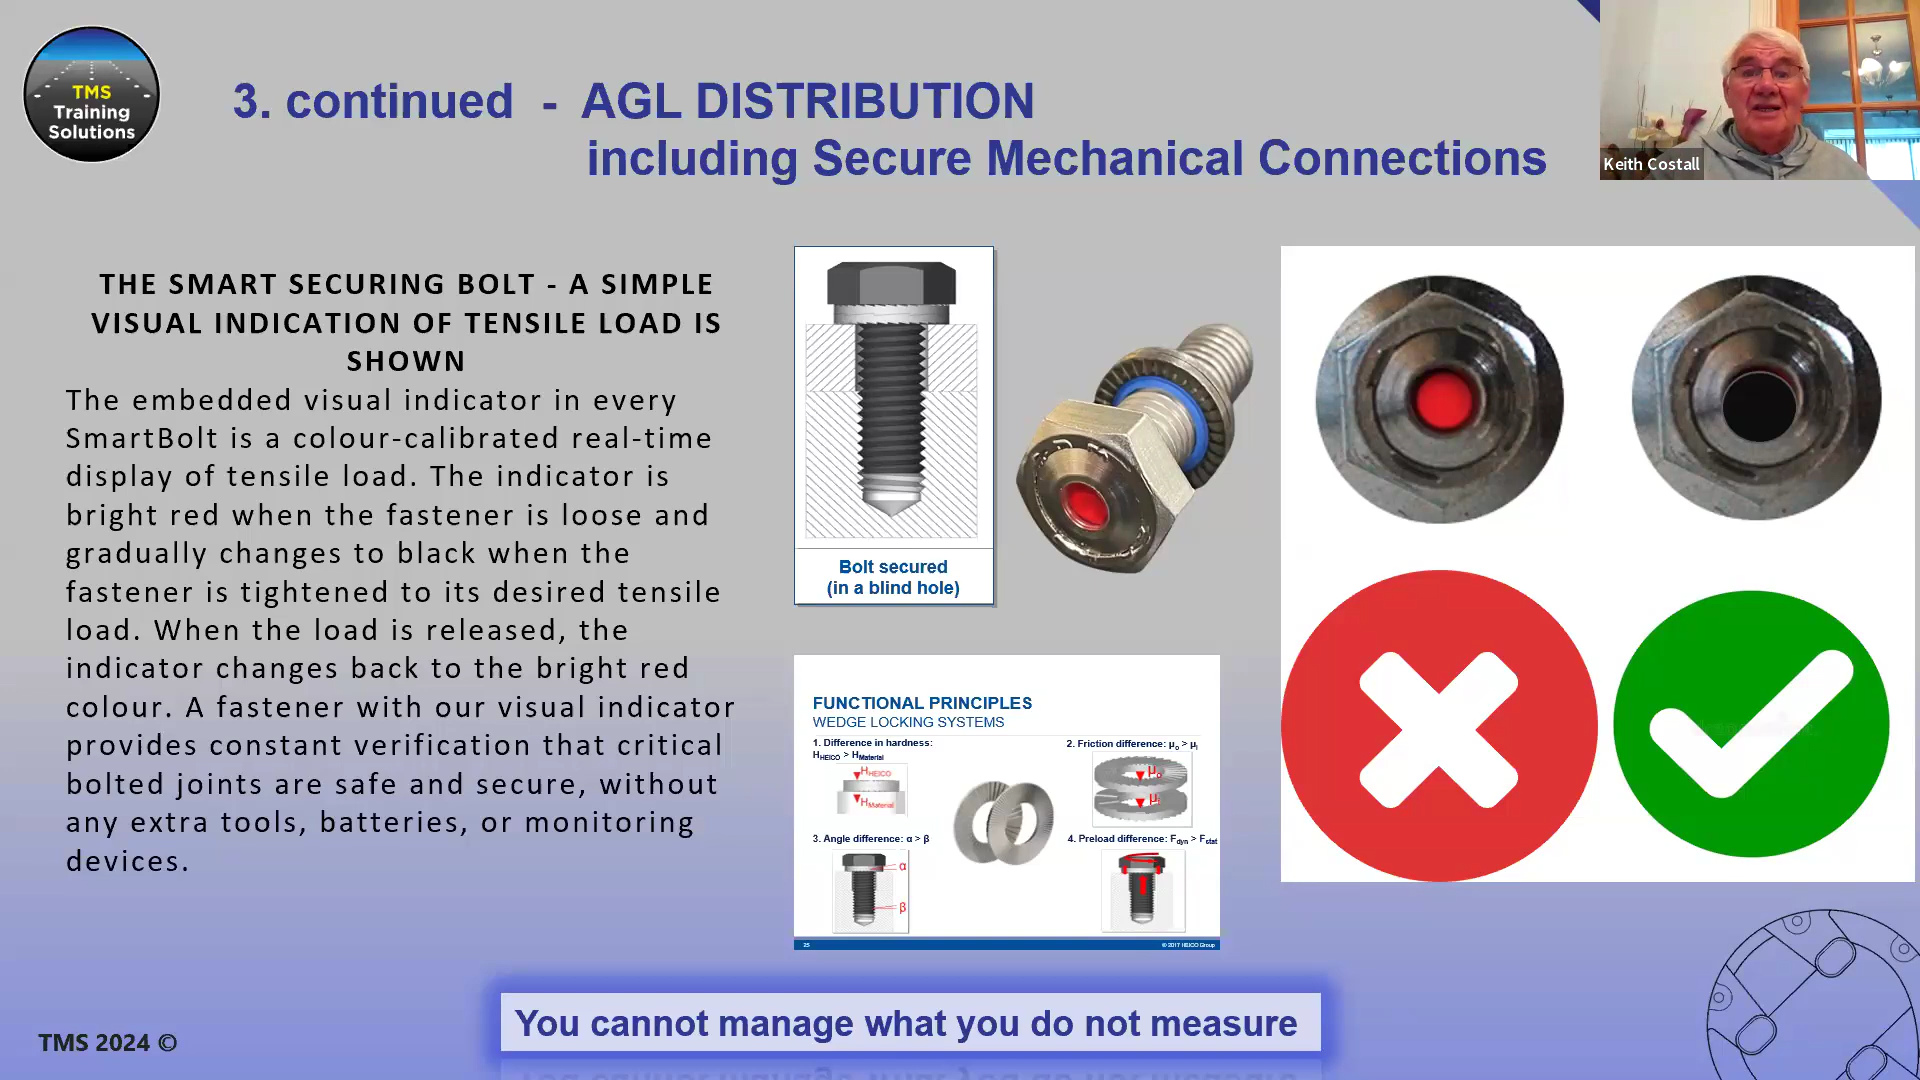 TMS
Training
Solutions
3. continued - AGL DISTRIBUTION
including Secure Mechanical Connections
Keith Costall
THE SMART SECURING BOLT - A SIMPLE
VISUAL INDICATION OF TENSILE LOAD IS
SHOWN
The embedded visual indicator in every
SmartBolt is a colour-calibrated real-time
display of tensile load. The indicator is
bright red when the fastener is loose and
gradually changes to black when the
fastener is tightened to its desired tensile
load. When the load is released, the
indicator changes back to the bright red
colour. A fastener with our visual indicator
provides constant verification that critical
bolted joints are safe and secure, without
any extra tools, batteries, or monitoring
devices.
Bolt secured
(in a blind hole)
FUNCTIONAL PRINCIPLES
WEDGE LOCKING SYSTEMS
1. Difference in hardness:
H_HEICO > H_Material
H_HEICO
H_Material
2. Friction difference: μ_o > μ_i
μ_o
μ_i
3. Angle difference: α > β
α
β
4. Preload difference: F_dyn > F_stat
25
© 2017 HEICO Group
You cannot manage what you do not measure
TMS 2024 ©